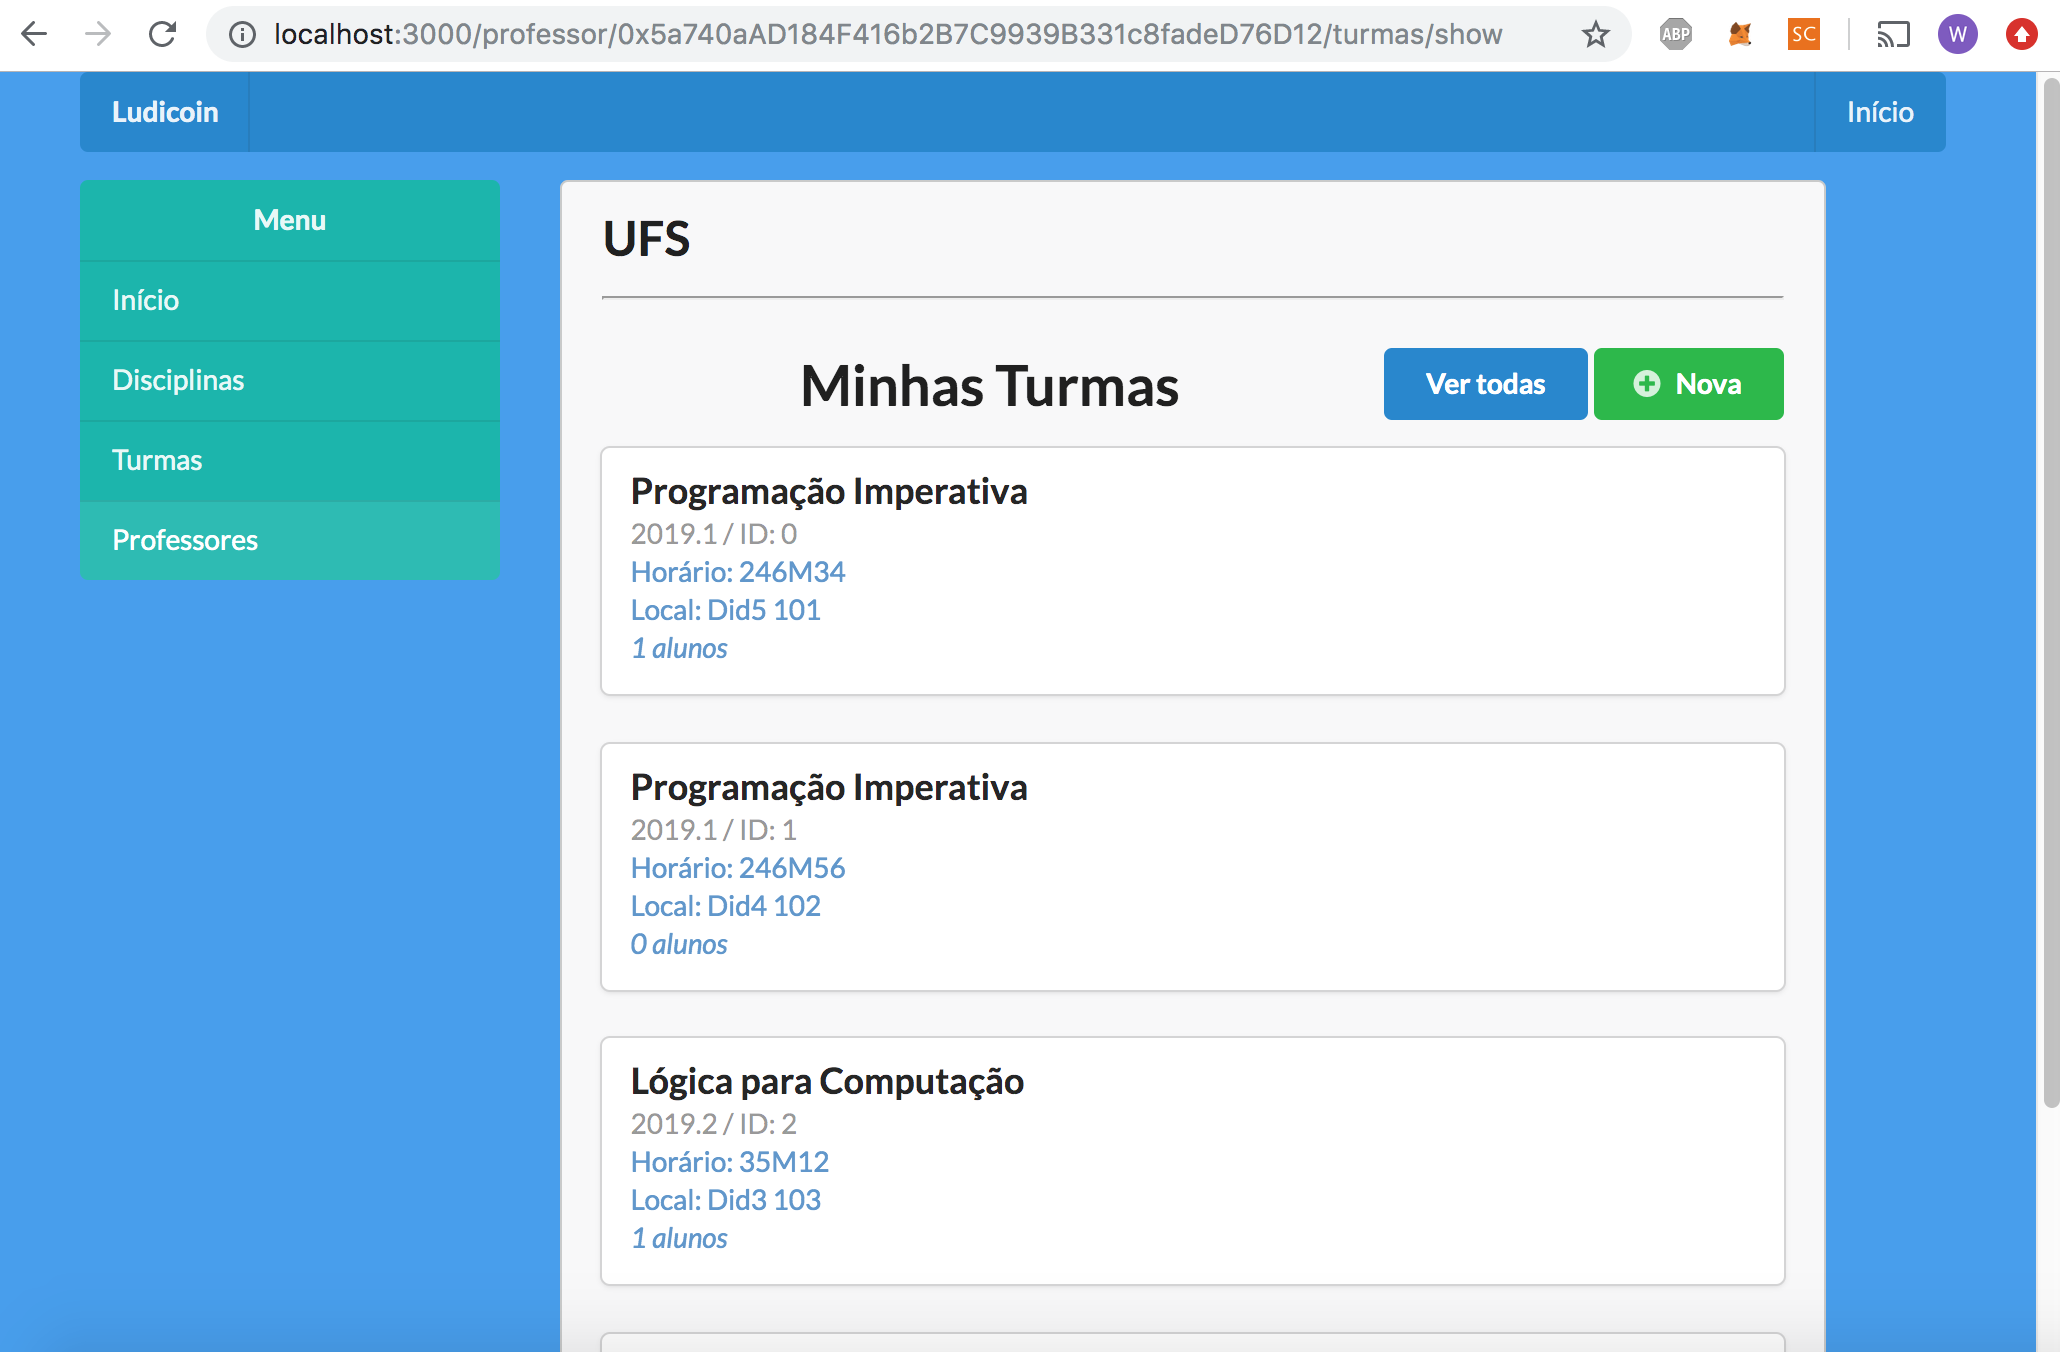 localhost:3000/professor/0x5a740aAD184F416b2B7C9939B331c8fadeD76D12/turmas/show
ABP
SC
W
Ludicoin
Início
Menu
Início
Disciplinas
Turmas
Professores
UFS
Minhas Turmas
Ver todas
Nova
Programação Imperativa
2019.1 / ID: 0
Horário: 246M34
Local: Did5 101
1 alunos
Programação Imperativa
2019.1 / ID: 1
Horário: 246M56
Local: Did4 102
0 alunos
Lógica para Computação
2019.2 / ID: 2
Horário: 35M12
Local: Did3 103
1 alunos